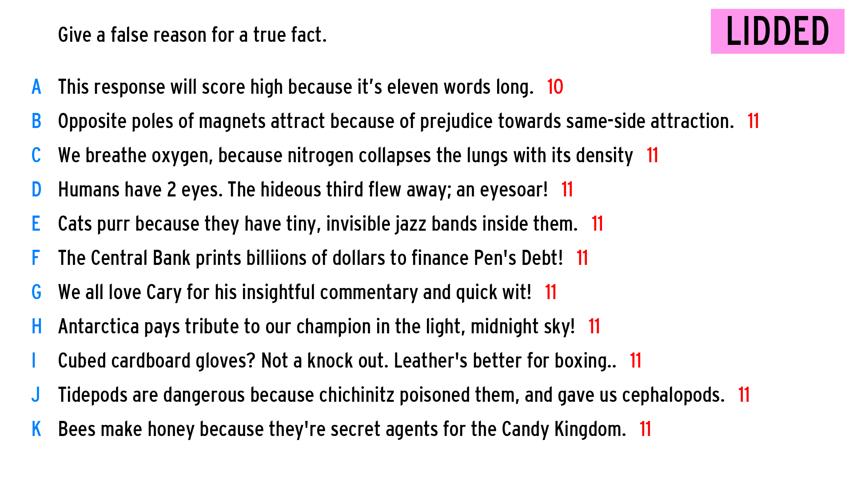 Give a false reason for a true fact.
LIDDED
A This response will score high because it's eleven words long. 10
B Opposite poles of magnets attract because of prejudice towards same-side attraction. 11
C We breathe oxygen, because nitrogen collapses the lungs with its density 11
D Humans have 2 eyes. The hideous third flew away; an eyesoar! 11
E Cats purr because they have tiny, invisible jazz bands inside them. 11
F The Central Bank prints billiions of dollars to finance Pen's Debt! 11
G We all love Cary for his insightful commentary and quick wit! 11
H Antarctica pays tribute to our champion in the light, midnight sky! 11
I Cubed cardboard gloves? Not a knock out. Leather's better for boxing.. 11
J Tidepods are dangerous because chichinitz poisoned them, and gave us cephalopods. 11
K Bees make honey because they're secret agents for the Candy Kingdom. 11